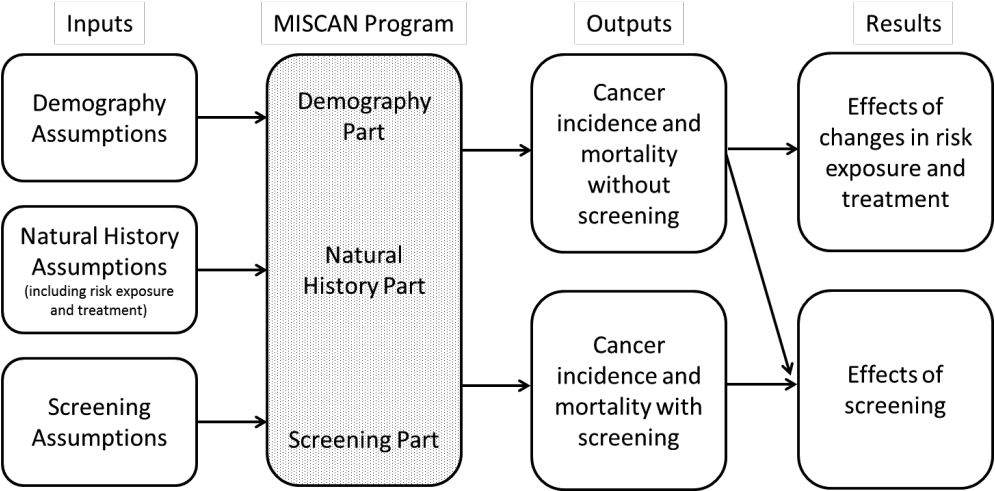 Inputs
MISCAN Program
Outputs
Results
Demography
Assumptions
Natural History
Assumptions
(including risk exposure
and treatment)
Screening
Assumptions
Demography
Part
Natural
History Part
Screening Part
Cancer
incidence and
mortality
without
screening
Cancer
incidence and
mortality with
screening
Effects of
changes in risk
exposure and
treatment
Effects of
screening